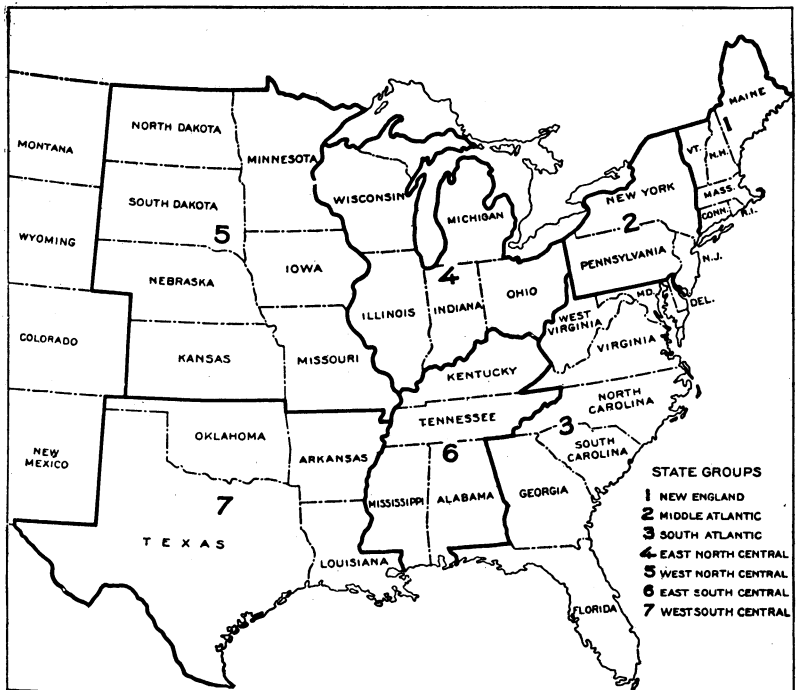 MAINE
MONTANA
NORTH DAKOTA
MINNESOTA
VT.
N.H.
1
WISCONSIN
MICHIGAN
NEW YORK
MASS.
CONN.
R.I.
SOUTH DAKOTA
5
2
WYOMING
PENNSYLVANIA
N.J.
NEBRASKA
IOWA
4
ILLINOIS
INDIANA
OHIO
MD.
DEL.
WEST
VIRGINIA
COLORADO
KANSAS
MISSOURI
VIRGINIA
KENTUCKY
NORTH
CAROLINA
TENNESSEE
OKLAHOMA
ARKANSAS
NEW
MEXICO
6
3
SOUTH
CAROLINA
MISSISSIPPI
ALABAMA
GEORGIA
7
TEXAS
LOUISIANA
FLORIDA
STATE GROUPS
1 NEW ENGLAND
2 MIDDLE ATLANTIC
3 SOUTH ATLANTIC
4 EAST NORTH CENTRAL
5 WEST NORTH CENTRAL
6 EAST SOUTH CENTRAL
7 WEST SOUTH CENTRAL